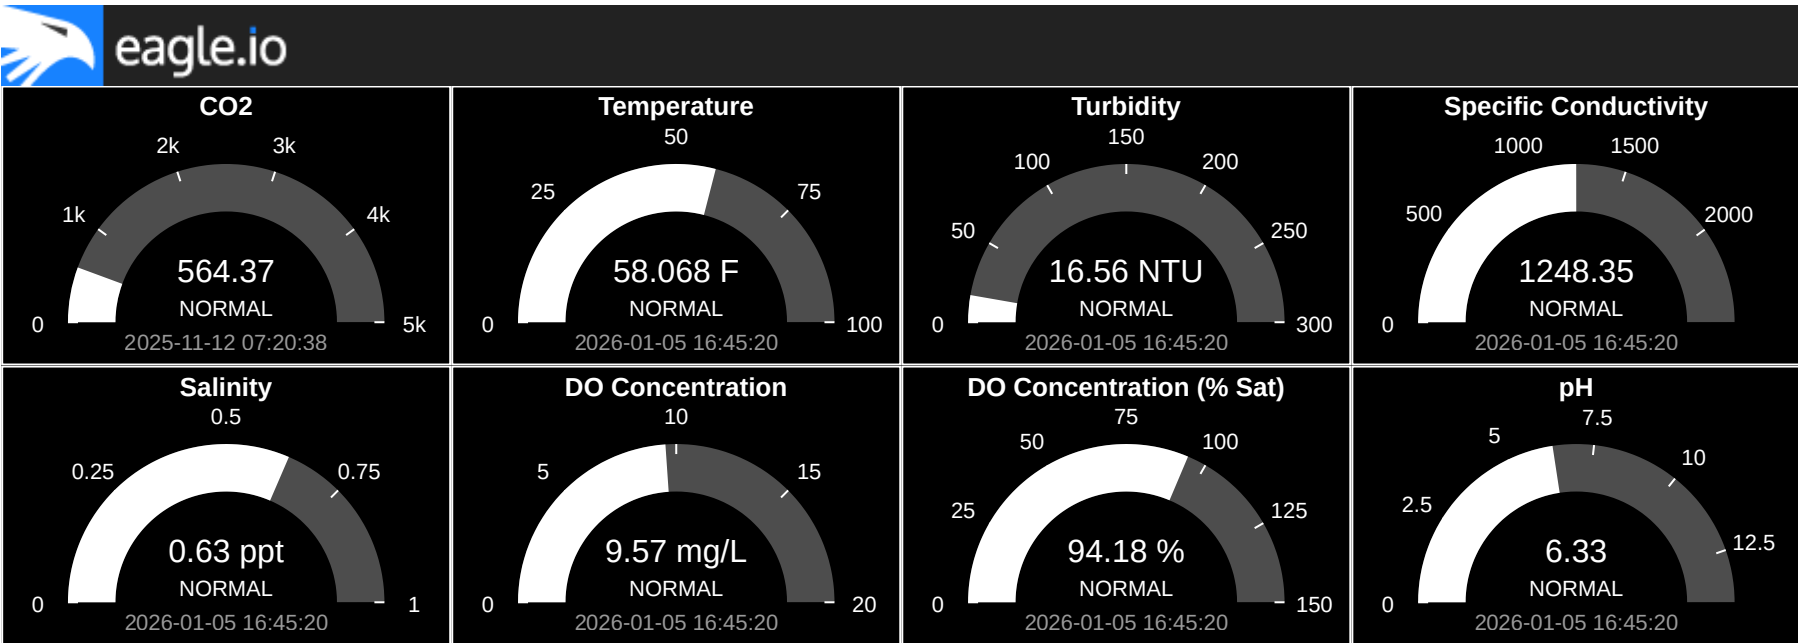 eagle.io
CO2
2k
3k
1k
4k
564.37
NORMAL
0
5k
2025-11-12 07:20:38
Temperature
50
25
75
58.068 F
NORMAL
0
100
2026-01-05 16:45:20
Turbidity
150
100
200
50
250
16.56 NTU
NORMAL
0
300
2026-01-05 16:45:20
Specific Conductivity
1000
1500
500
2000
1248.35
NORMAL
0
2026-01-05 16:45:20
Salinity
0.5
0.25
0.75
0.63 ppt
NORMAL
0
1
2026-01-05 16:45:20
DO Concentration
10
5
15
9.57 mg/L
NORMAL
0
20
2026-01-05 16:45:20
DO Concentration (% Sat)
75
50
100
25
125
94.18 %
NORMAL
0
150
2026-01-05 16:45:20
pH
7.5
5
10
2.5
12.5
6.33
NORMAL
0
2026-01-05 16:45:20